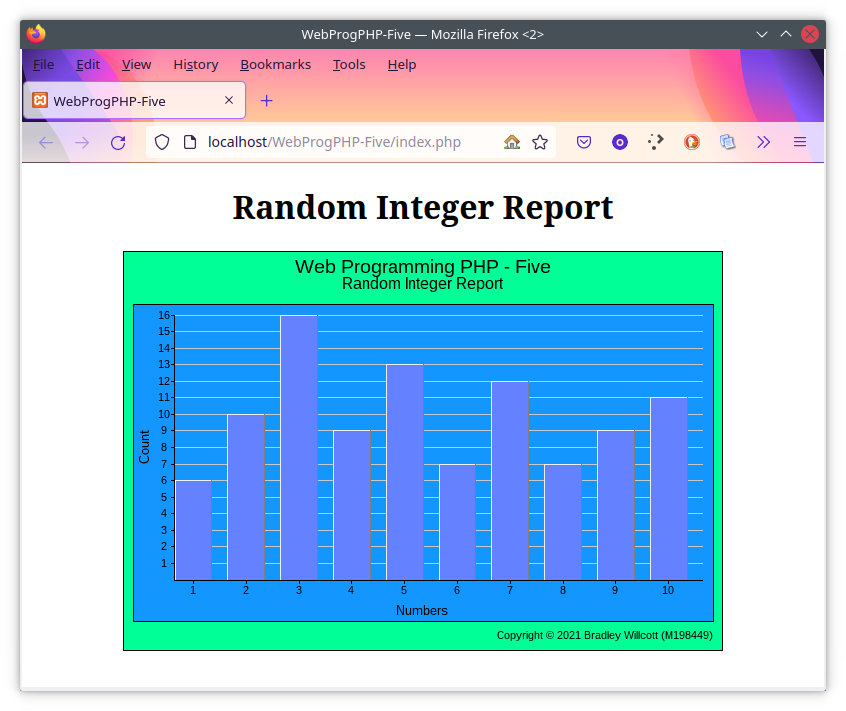 WebProgPHP-Five — Mozilla Firefox <2>
File Edit View History Bookmarks Tools Help
WebProgPHP-Five
localhost/WebProgPHP-Five/index.php
Random Integer Report
Web Programming PHP - Five
Random Integer Report
16
15
14
13
12
11
10
9
8
7
6
5
4
3
2
1
Count
1 2 3 4 5 6 7 8 9 10
Numbers
Copyright © 2021 Bradley Willcott (M198449)